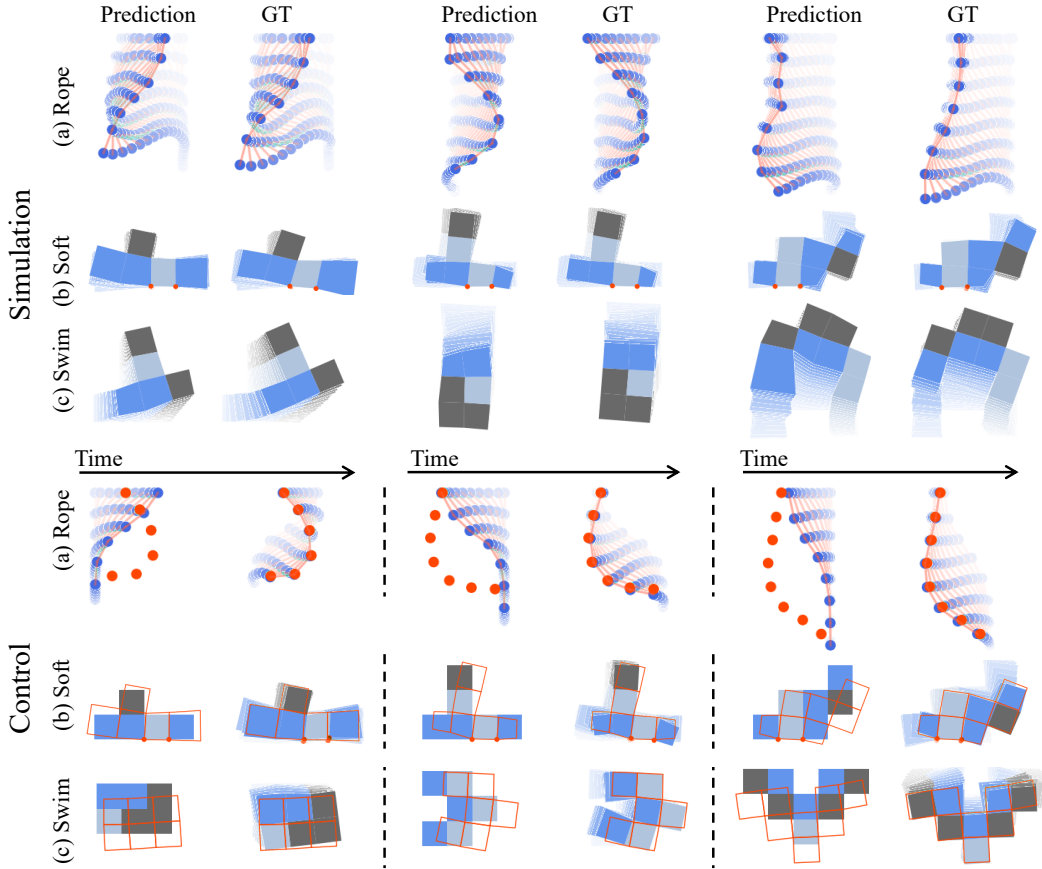 Prediction GT Prediction GT Prediction GT
Simulation
(a) Rope
(b) Soft
(c) Swim
Time Time Time
Control
(a) Rope
(b) Soft
(c) Swim